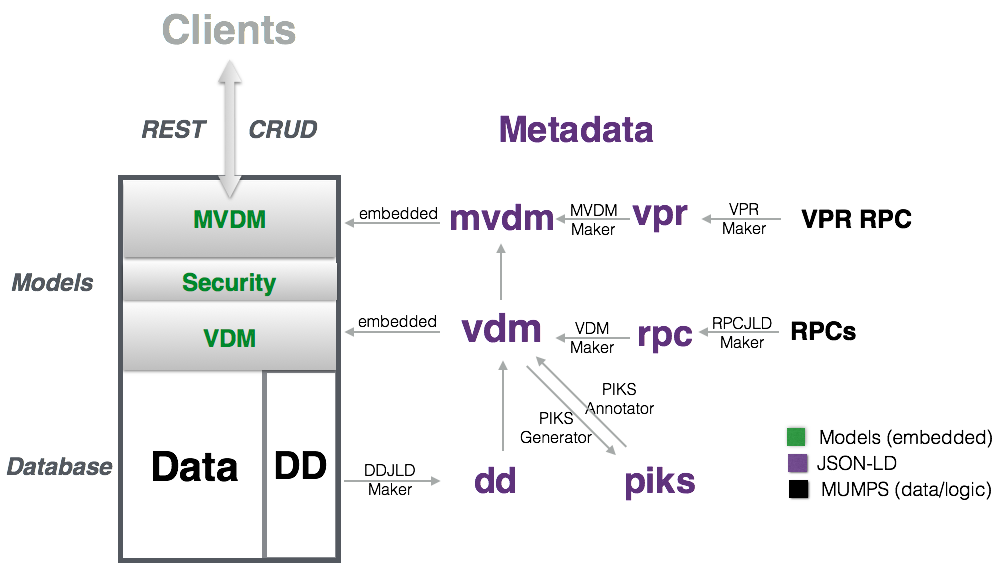 Clients
REST CRUD
Metadata
MVDM
embedded
mvdm
MVDM
Maker
vpr
VPR
Maker
VPR RPC
Models
Security
VDM
embedded
vdm
VDM
Maker
rpc
RPCJLD
Maker
RPCs
PIKS
Annotator
PIKS
Generator
Database
Data
DD
DDJLD
Maker
dd
piks
Models (embedded)
JSON-LD
MUMPS (data/logic)